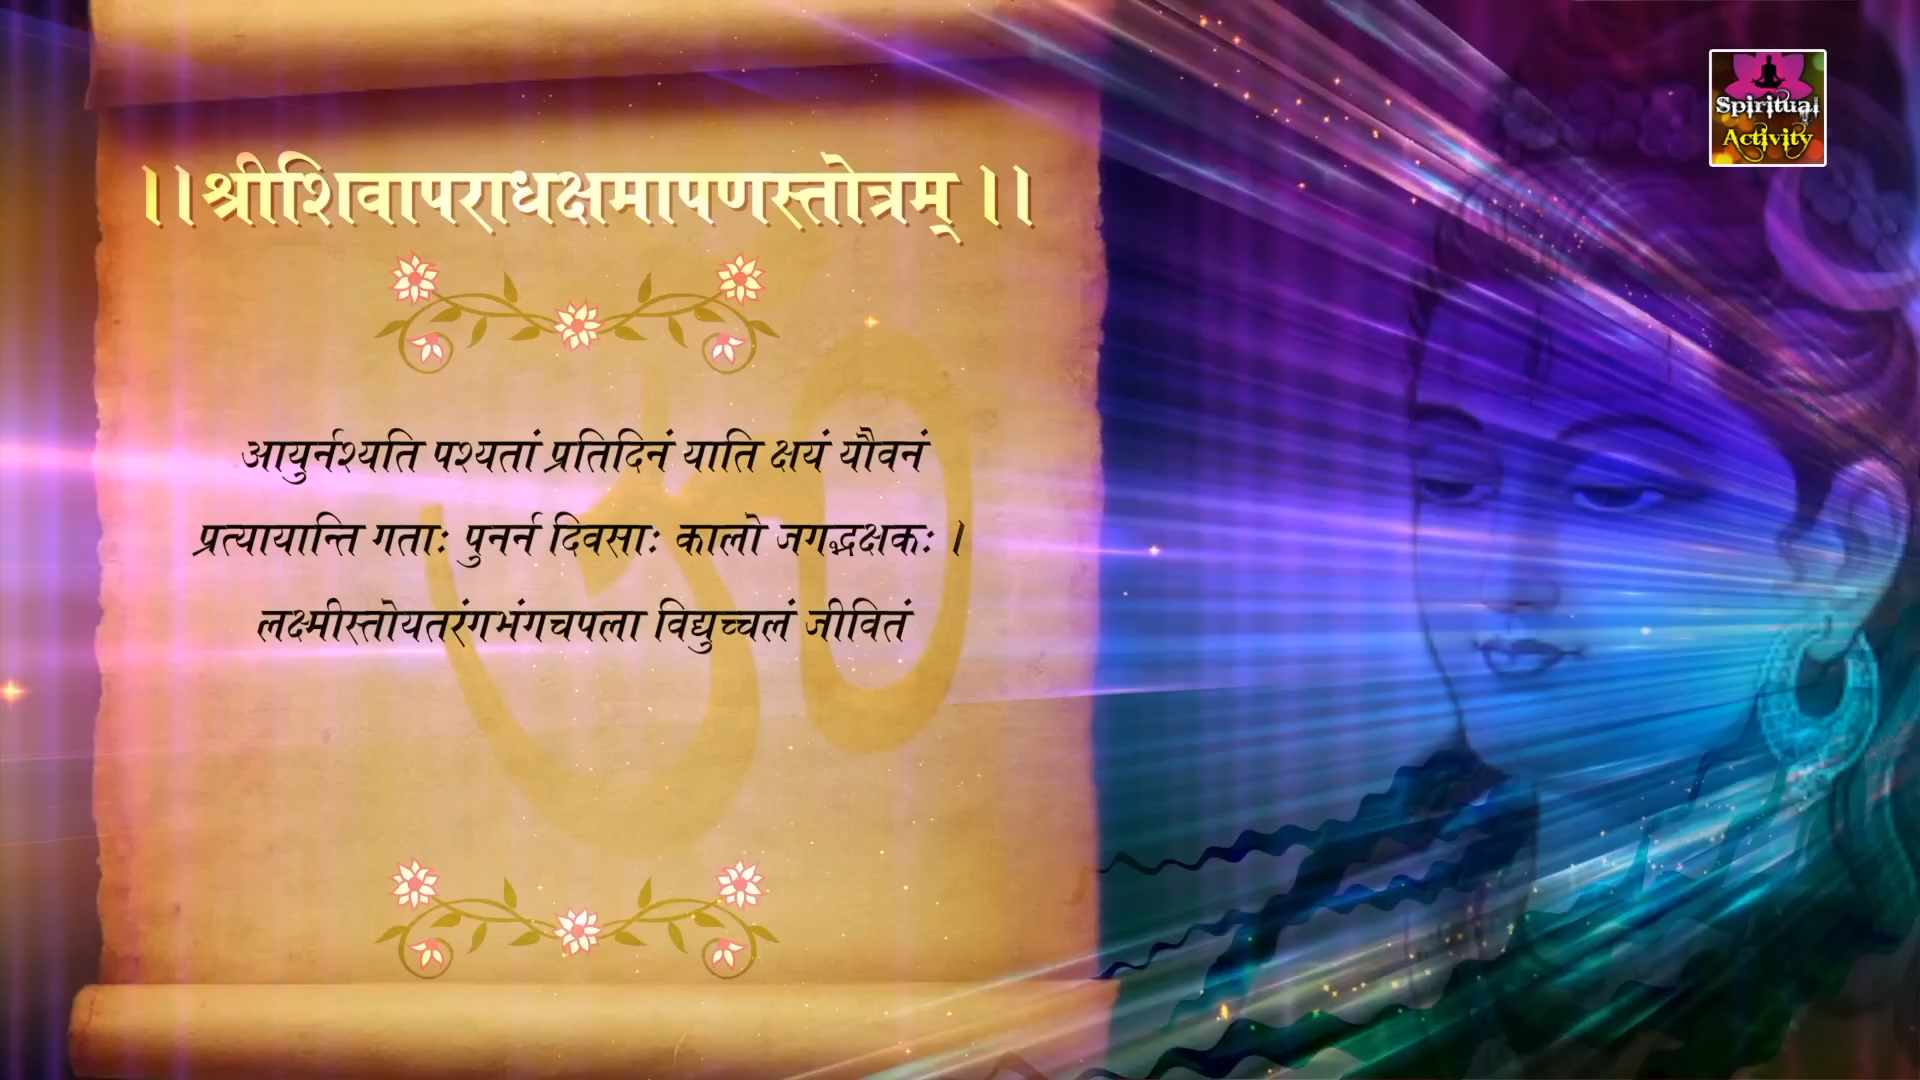 ।।श्रीशिवापराधक्षमापणस्तोत्रम् ।।
Spiritual
Activity
आयुर्नश्यति पश्यतां प्रतिदिनं याति क्षयं यौवनं
प्रत्यायान्ति गताः पुनर्न दिवसाः कालो जगद्भक्षकः ।
लक्ष्मीस्तोयतरंगभंगचपला विद्युच्चलं जीवितं